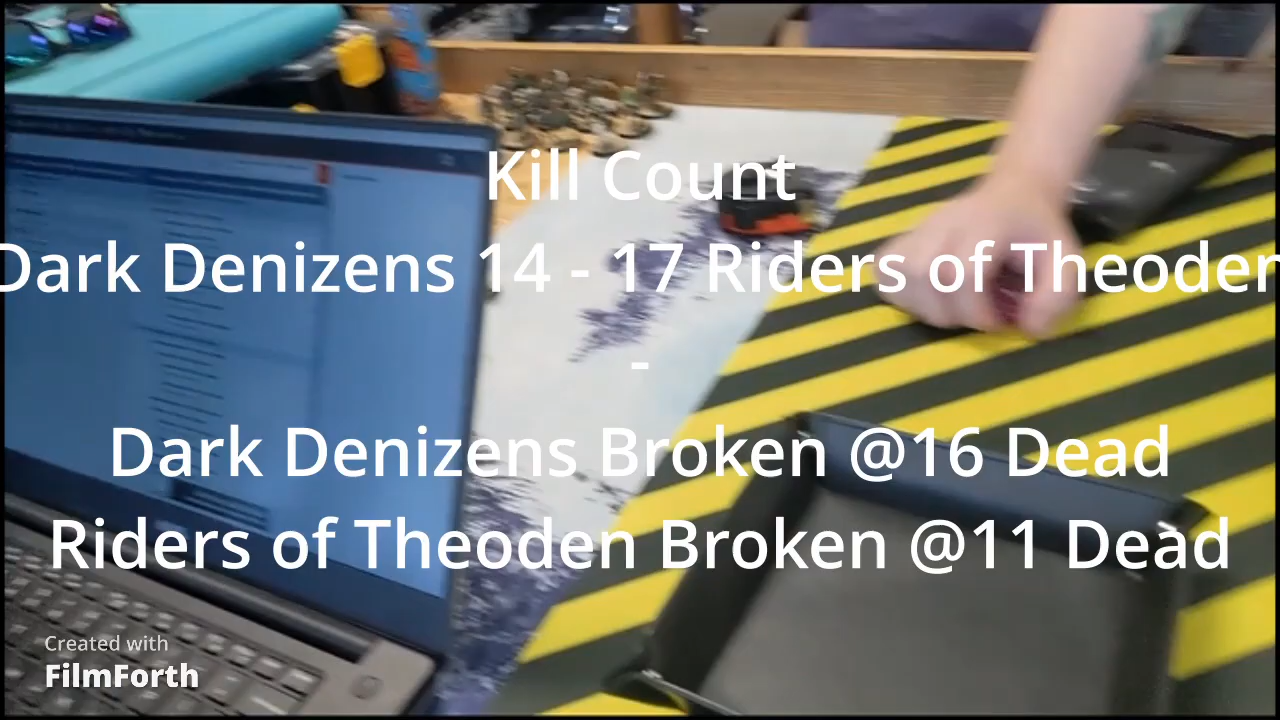 Kill Count
Dark Denizens 14 - 17 Riders of Theoden
-
Dark Denizens Broken @16 Dead
Riders of Theoden Broken @11 Dead
Created with
FilmForth